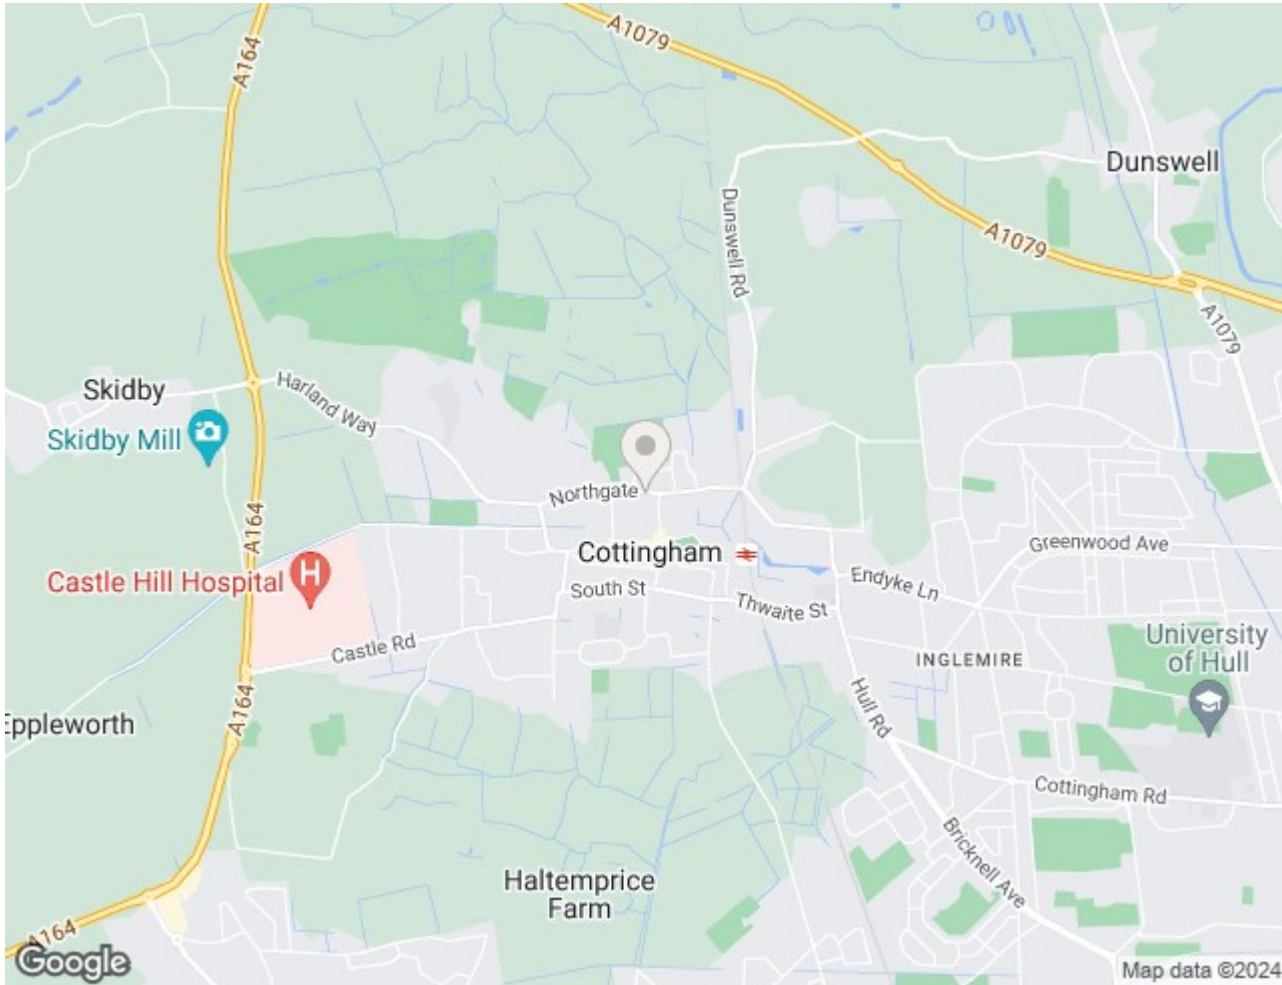 A1079
A164
Dunswell
Dunswell Rd
A1079
A1079
Skidby
Harland Way
Skidby Mill
Northgate
A164
Cottingham
Greenwood Ave
Castle Hill Hospital
H
South St
Endyke Ln
Thwaite St
Castle Rd
University
of Hull
INGLEMIRE
A164
Hull Rd
Eppleworth
Cottingham Rd
Bricknell Ave
Haltemprice
Farm
A164
Google
Map data ©2024